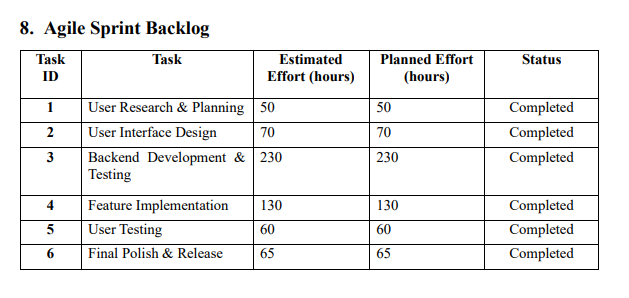 8. Agile Sprint Backlog
Task ID Task Estimated Effort (hours) Planned Effort (hours) Status
1 User Research & Planning 50 50 Completed
2 User Interface Design 70 70 Completed
3 Backend Development & Testing 230 230 Completed
4 Feature Implementation 130 130 Completed
5 User Testing 60 60 Completed
6 Final Polish & Release 65 65 Completed